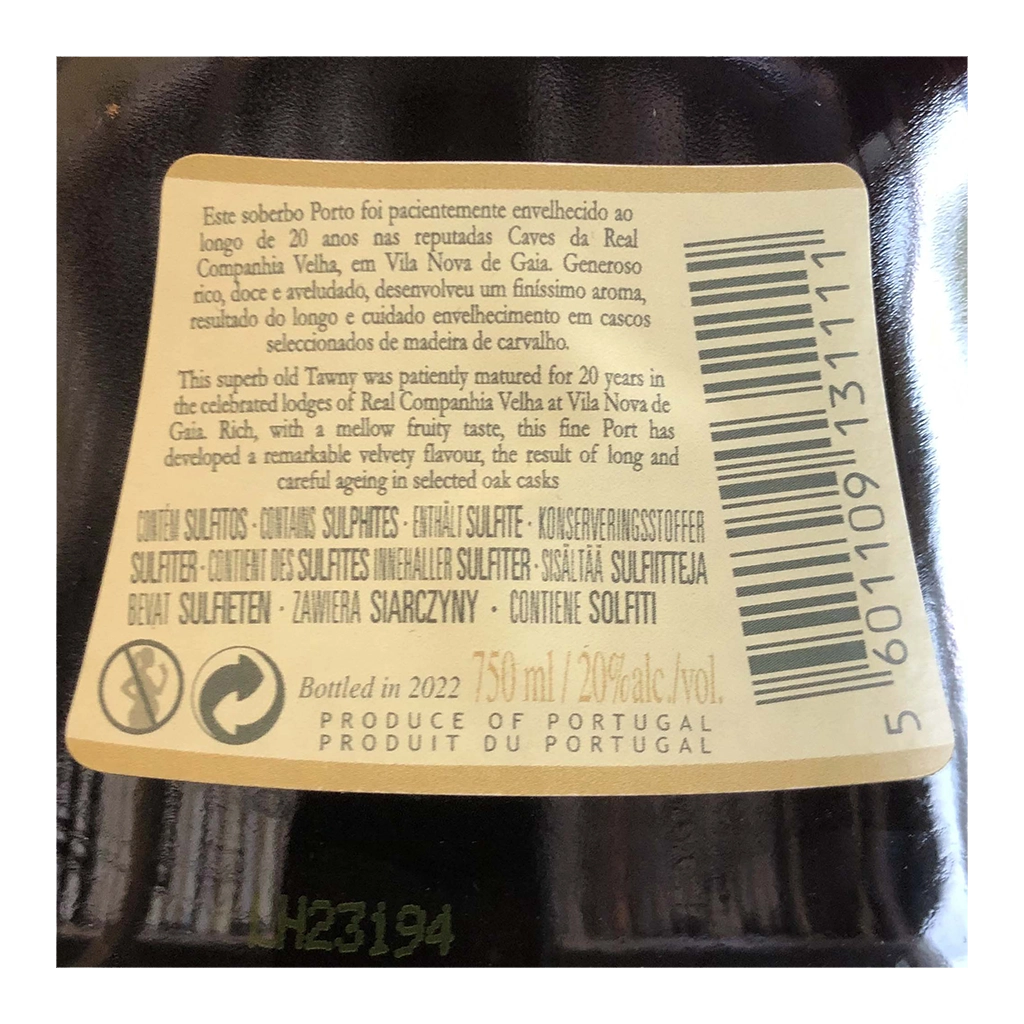 Este soberbo Porto foi pacientemente envelhecido ao
longo de 20 anos nas reputadas Caves da Real
Companhia Velha, em Vila Nova de Gaia. Generoso
rico, doce e aveludado, desenvolveu um finíssimo aroma,
resultado do longo e cuidado envelhecimento em cascos
seleccionados de madeira de carvalho.
This superb old Tawny was patiently matured for 20 years in
the celebrated lodges of Real Companhia Velha at Vila Nova de
Gaia. Rich, with a mellow fruity taste, this fine Port has
developed a remarkable velvety flavour, the result of long and
careful ageing in selected oak casks
CONTÉM SULFITOS · CONTAINS SULPHITES · ENTHÄLT SULFITE · KONSERVERINGSSTOFFER
SULFITER · CONTIENT DES SULFITES INNEHALLER SULFITER · SISÄLTÄÄ SULFIITTEJA
BEVAT SULFIETEN · ZAWIERA SIARCZYNY · CONTIENE SOLFITI
Bottled in 2022 750 ml / 20% alc./vol.
PRODUCE OF PORTUGAL
PRODUIT DU PORTUGAL
5 601109 131111
LH23194